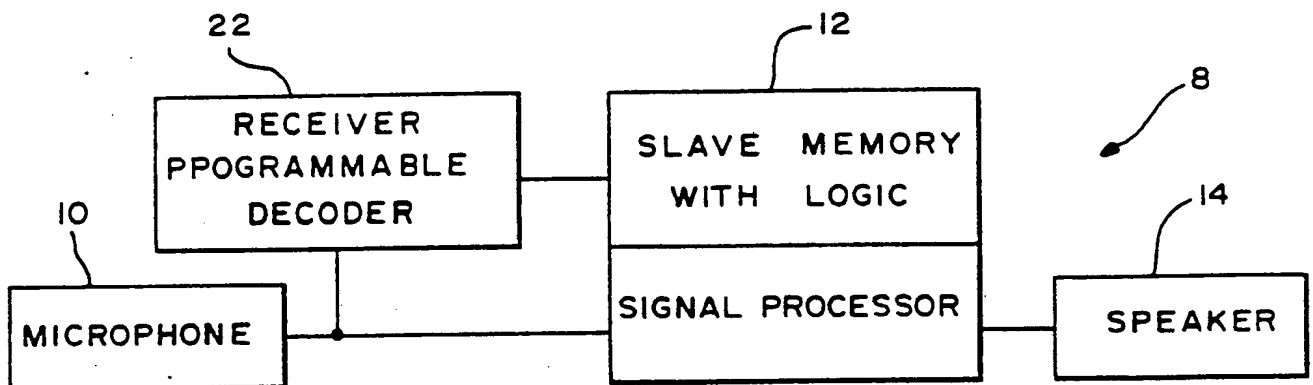 22
12
8
RECEIVER
PPOGRAMMABLE
DECODER
SLAVE MEMORY
WITH LOGIC
10
14
MICROPHONE
SIGNAL PROCESSOR
SPEAKER